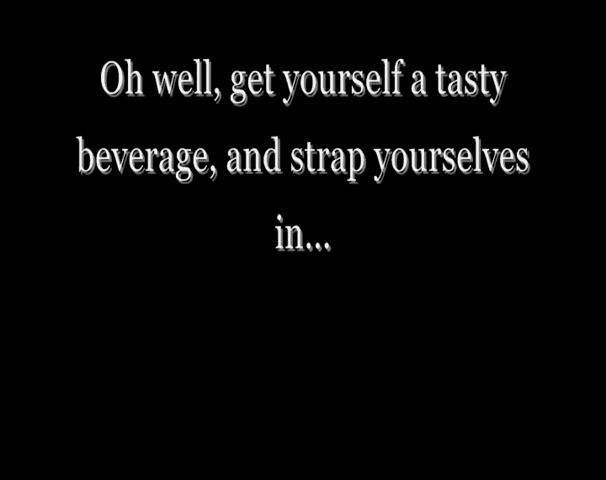 Oh well, get yourself a tasty
beverage, and strap yourselves
in...